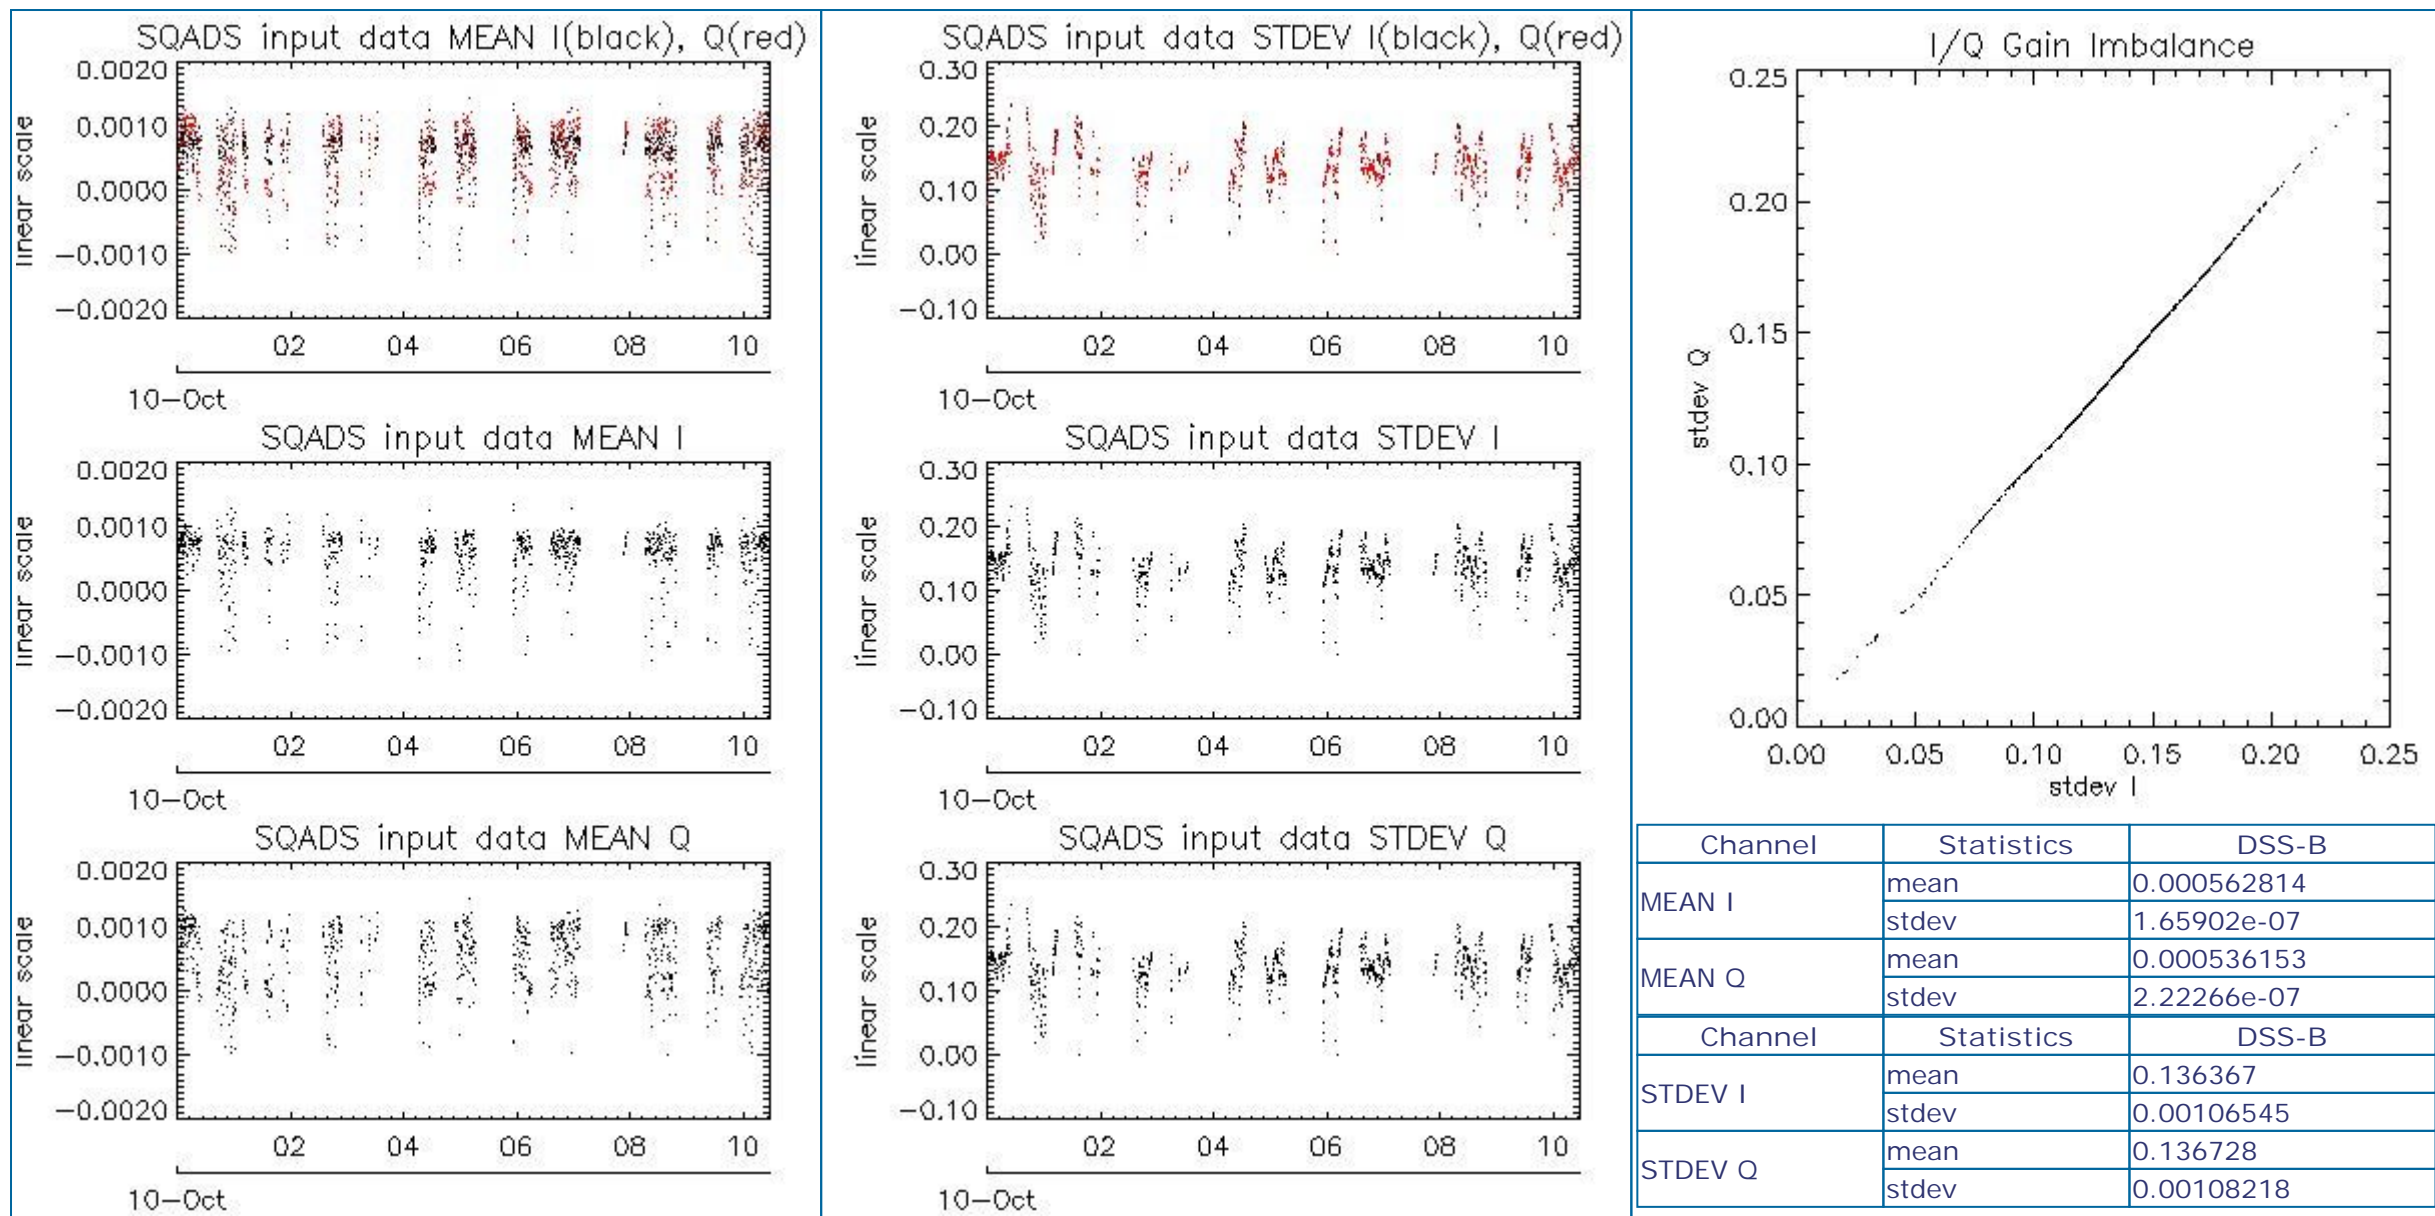 SQADS input data MEAN I(black), Q(red)
linear scale
0.0020
0.0010
0.0000
−0.0010
−0.0020
02 04 06 08 10
10−Oct
SQADS input data MEAN I
linear scale
0.0020
0.0010
0.0000
−0.0010
−0.0020
02 04 06 08 10
10−Oct
SQADS input data MEAN Q
linear scale
0.0020
0.0010
0.0000
−0.0010
−0.0020
02 04 06 08 10
10−Oct
SQADS input data STDEV I(black), Q(red)
linear scale
0.30
0.20
0.10
0.00
−0.10
02 04 06 08 10
10−Oct
SQADS input data STDEV I
linear scale
0.30
0.20
0.10
0.00
−0.10
02 04 06 08 10
10−Oct
SQADS input data STDEV Q
linear scale
0.30
0.20
0.10
0.00
−0.10
02 04 06 08 10
10−Oct
I/Q Gain Imbalance
stdev Q
0.25
0.20
0.15
0.10
0.05
0.00
0.00 0.05 0.10 0.15 0.20 0.25
stdev I
Channel Statistics DSS-B
MEAN I
mean 0.000562814
stdev 1.65902e-07
MEAN Q
mean 0.000536153
stdev 2.22266e-07
Channel Statistics DSS-B
STDEV I
mean 0.136367
stdev 0.00106545
STDEV Q
mean 0.136728
stdev 0.00108218